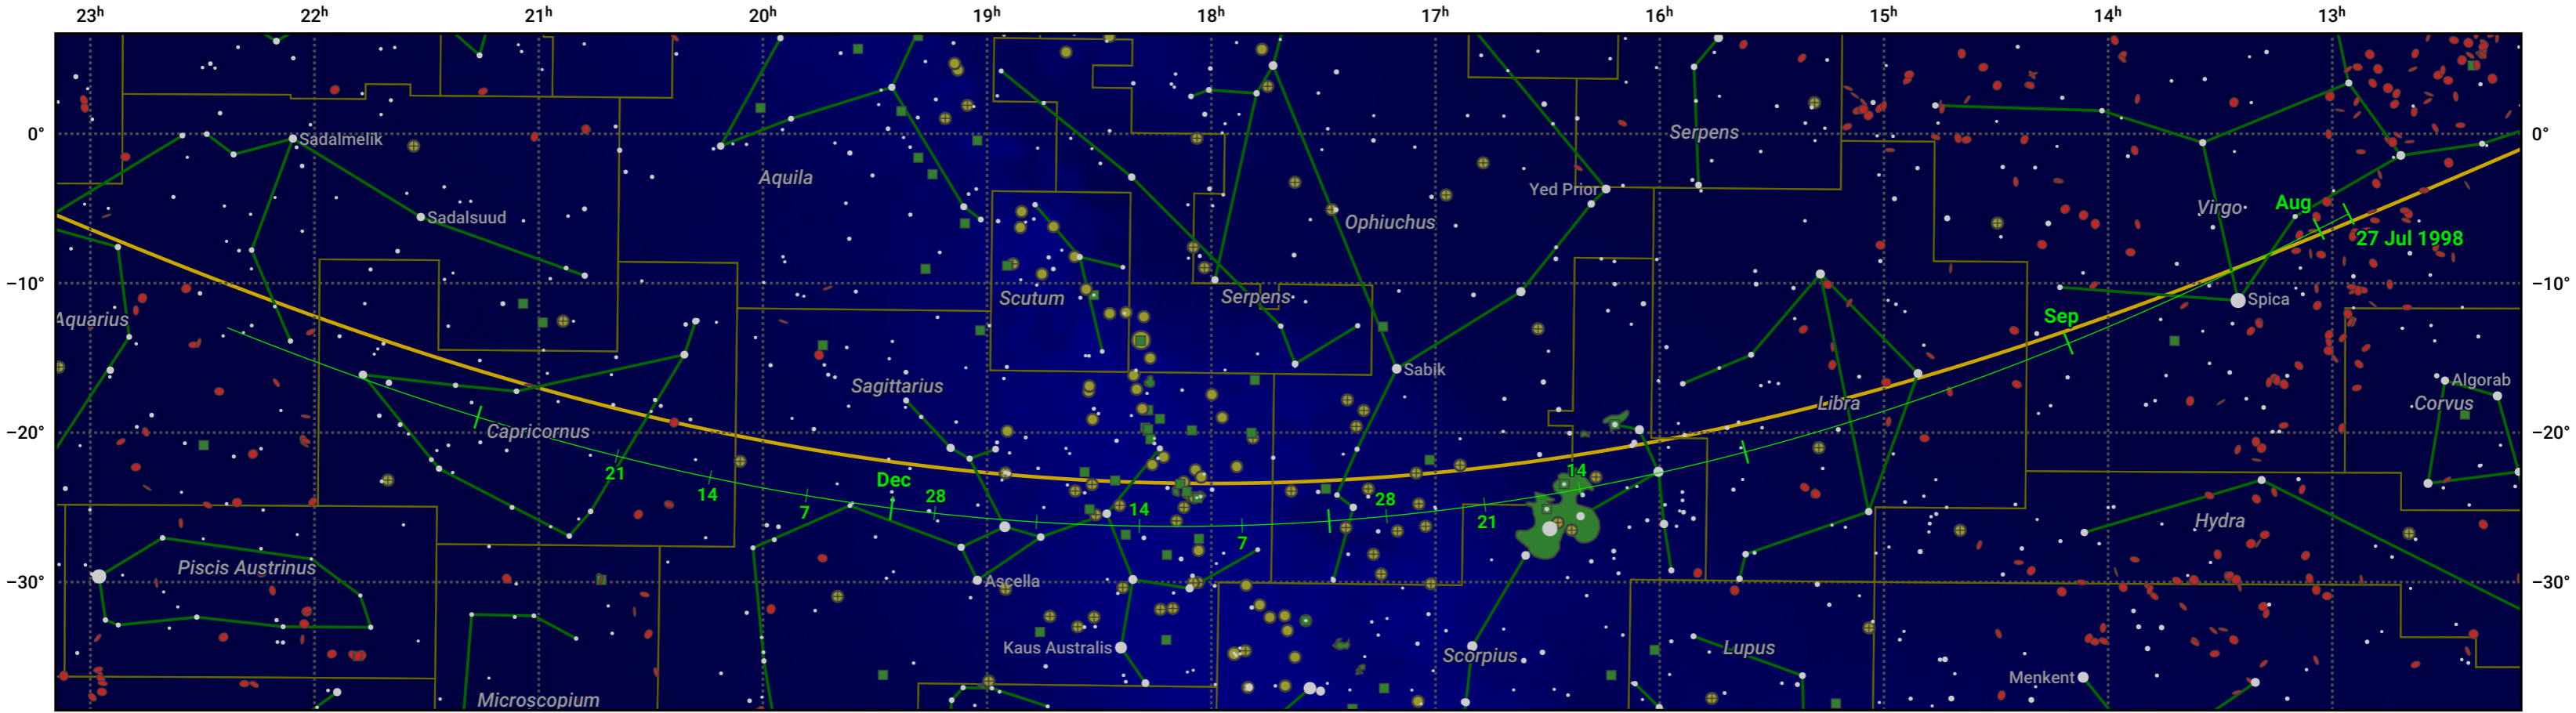 23h 22h 21h 20h 19h 18h 17h 16h 15h 14h 13h
0° Sadalmelik Aquila Yed Prior Serpens 0°
Sadalsuud Ophiuchus Virgo Aug
27 Jul 1998
−10° Aquarius Scutum Serpens Sep Spica −10°
Sagittarius Sabik Libra Algorab
Corvus
−20° Capricornus −20°
21 14 7 Dec 28 14 7 28 21 14
Hydra
−30° Piscis Austrinus Ascella −30°
Kaus Australis Scorpius Lupus
Microscopium Menkent